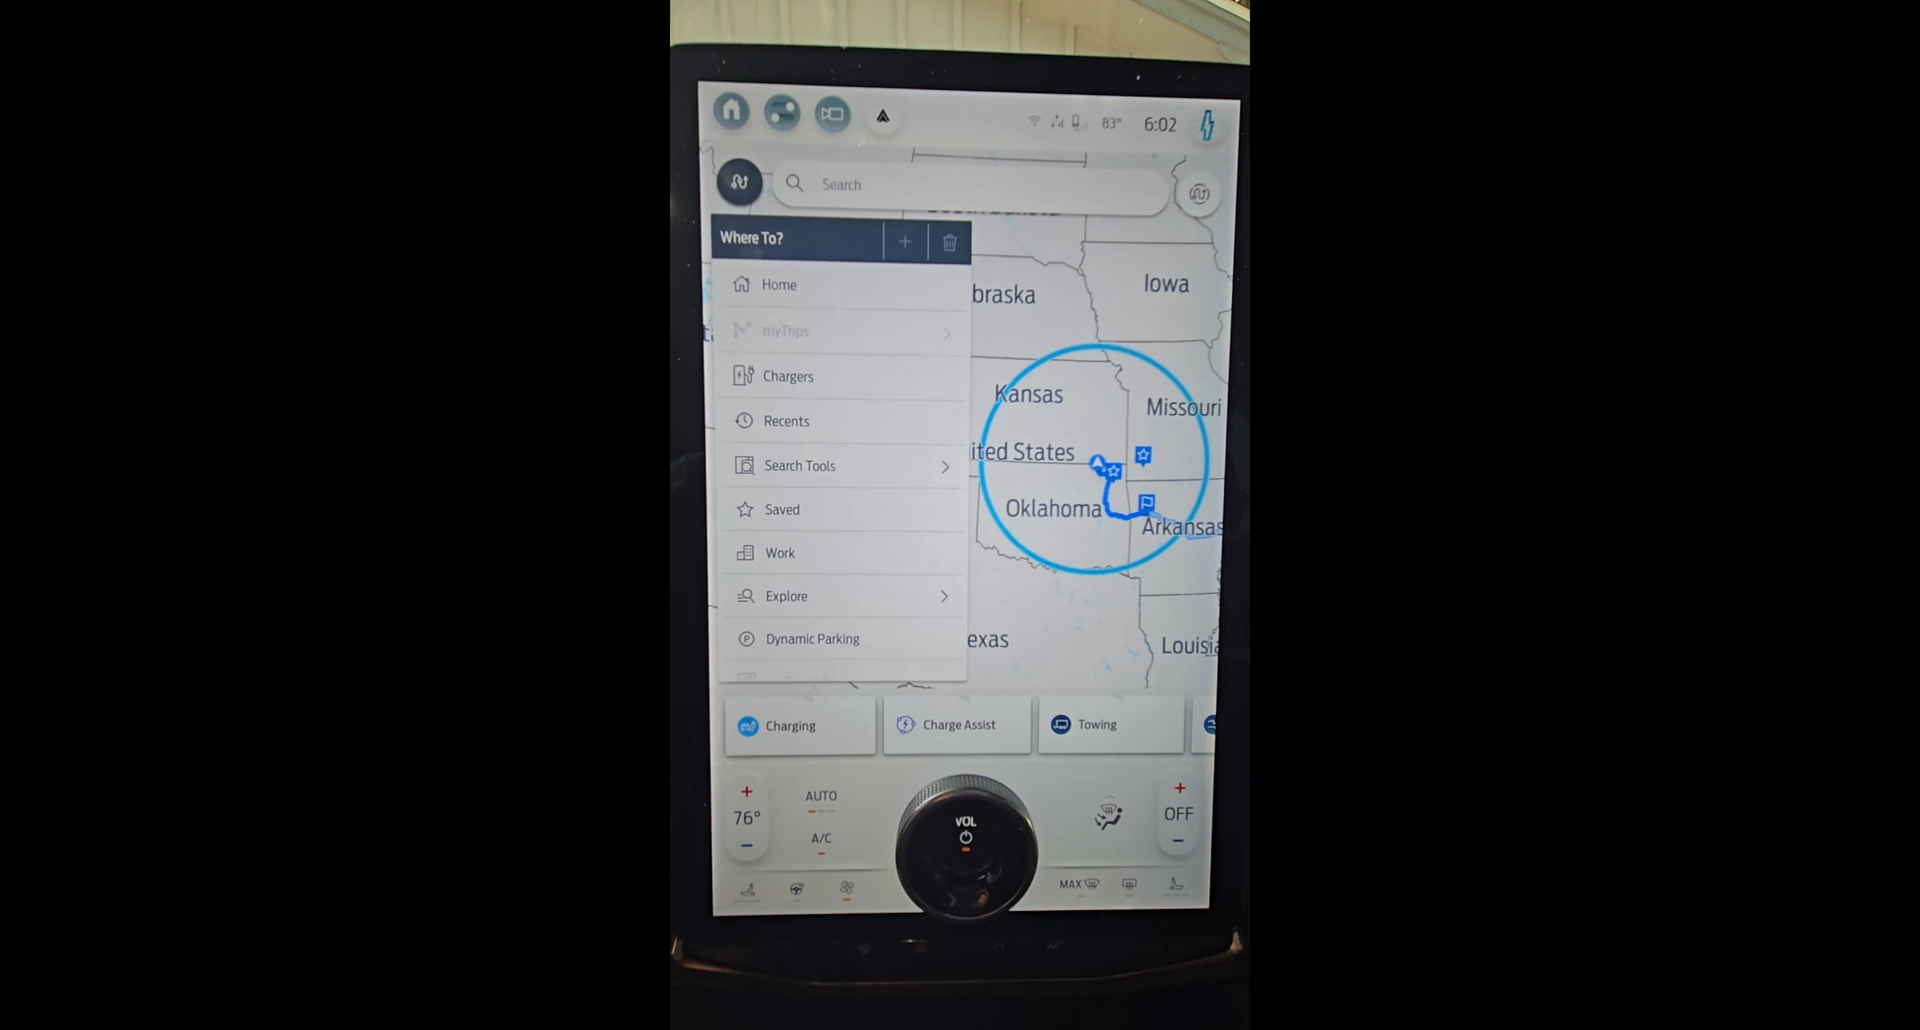 83°
6:02
Search
Where To?
Home
myTrips
Chargers
Recents
Search Tools
Saved
Work
Explore
Dynamic Parking
braska
Iowa
Kansas
Missouri
ited States
Oklahoma
Arkansas
exas
Louisia
Charging
Charge Assist
Towing
76°
AUTO
A/C
VOL
OFF
MAX